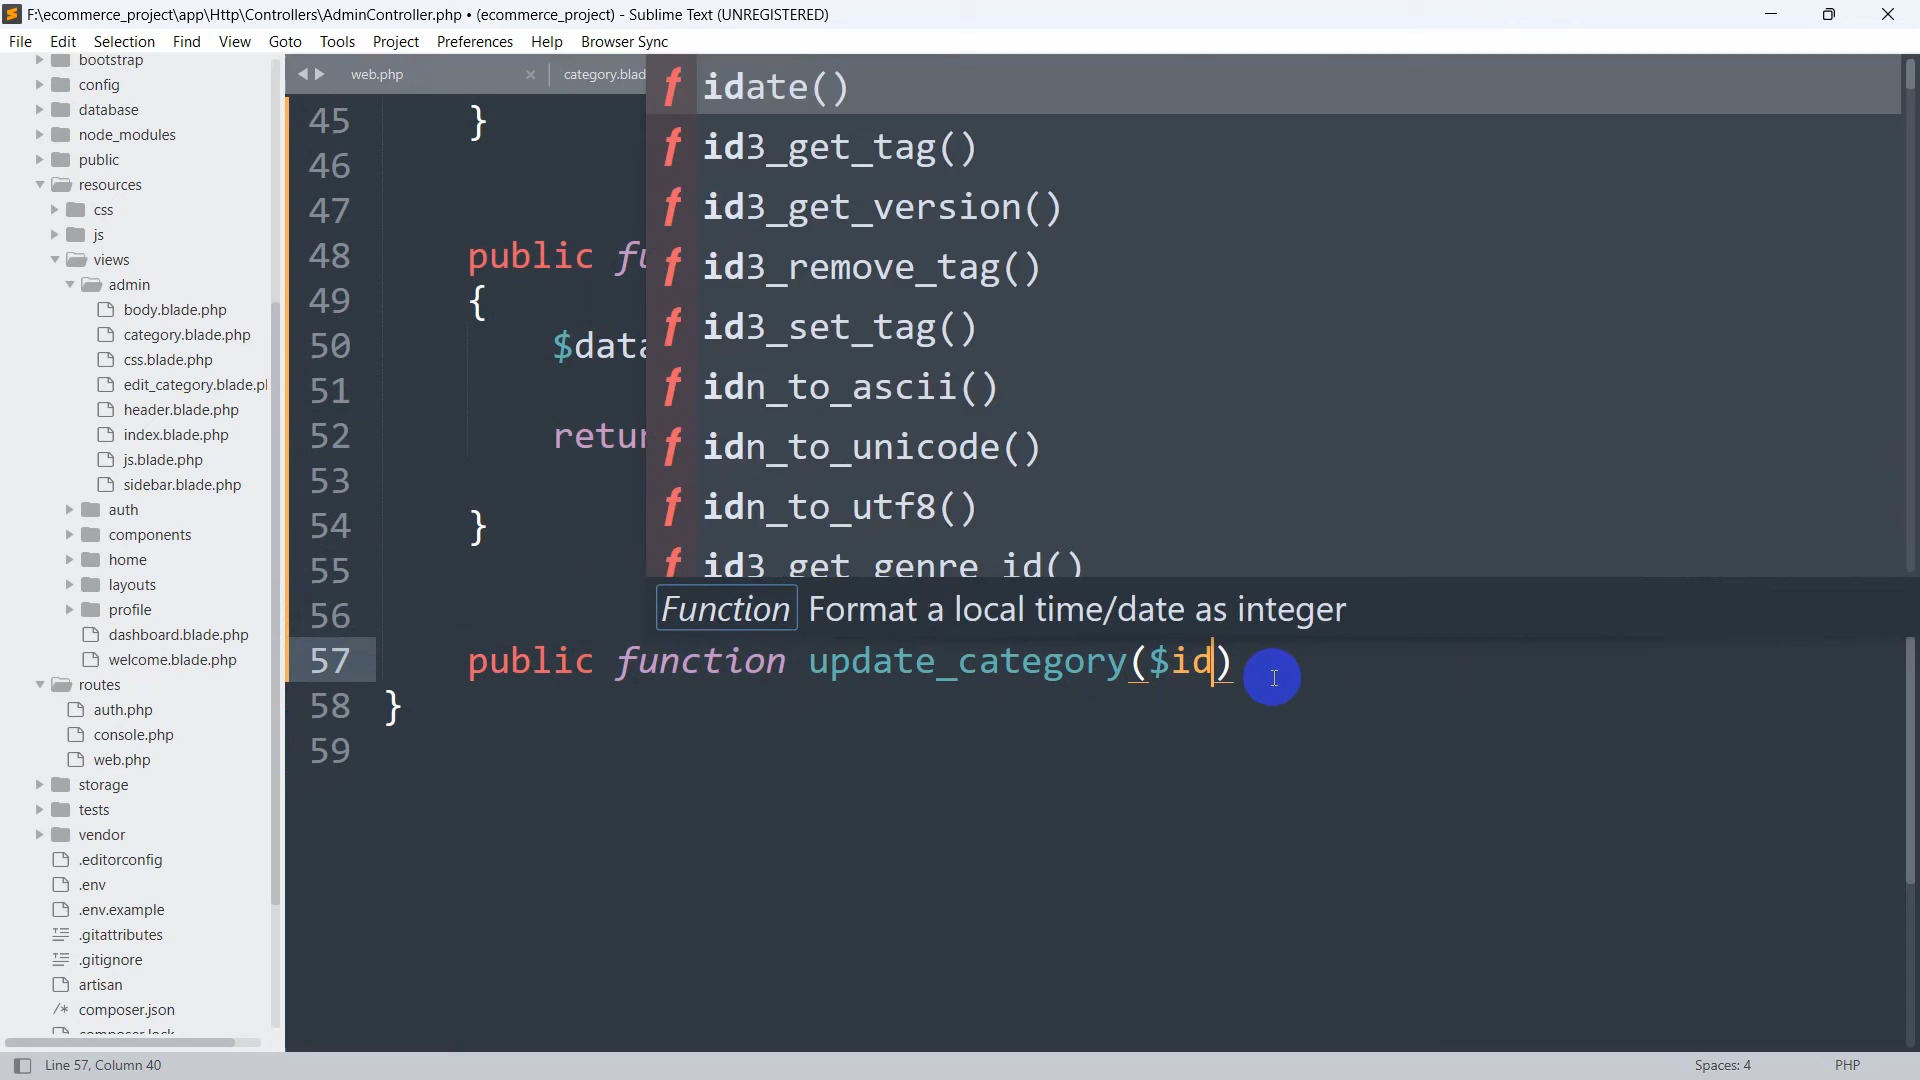 F:\ecommerce_project\app\Http\Controllers\AdminController.php • (ecommerce_project) - Sublime Text (UNREGISTERED)
File Edit Selection Find View Goto Tools Project Preferences Help Browser Sync
bootstrap
config
database
node_modules
public
resources
css
js
views
admin
body.blade.php
category.blade.php
css.blade.php
edit_category.blade.p
header.blade.php
index.blade.php
js.blade.php
sidebar.blade.php
auth
components
home
layouts
profile
dashboard.blade.php
welcome.blade.php
routes
auth.php
console.php
web.php
storage
tests
vendor
.editorconfig
.env
.env.example
.gitattributes
.gitignore
artisan
/* composer.json
composer.lock
web.php × category.blad
45 }
46
47
48 public fu
49 {
50 $data
51
52 retur
53
54 }
55
56
57 public function update_category($id)
58 }
59
f idate()
f id3_get_tag()
f id3_get_version()
f id3_remove_tag()
f id3_set_tag()
f idn_to_ascii()
f idn_to_unicode()
f idn_to_utf8()
f id3_get_genre_id()
Function Format a local time/date as integer
Line 57, Column 40 Spaces: 4 PHP